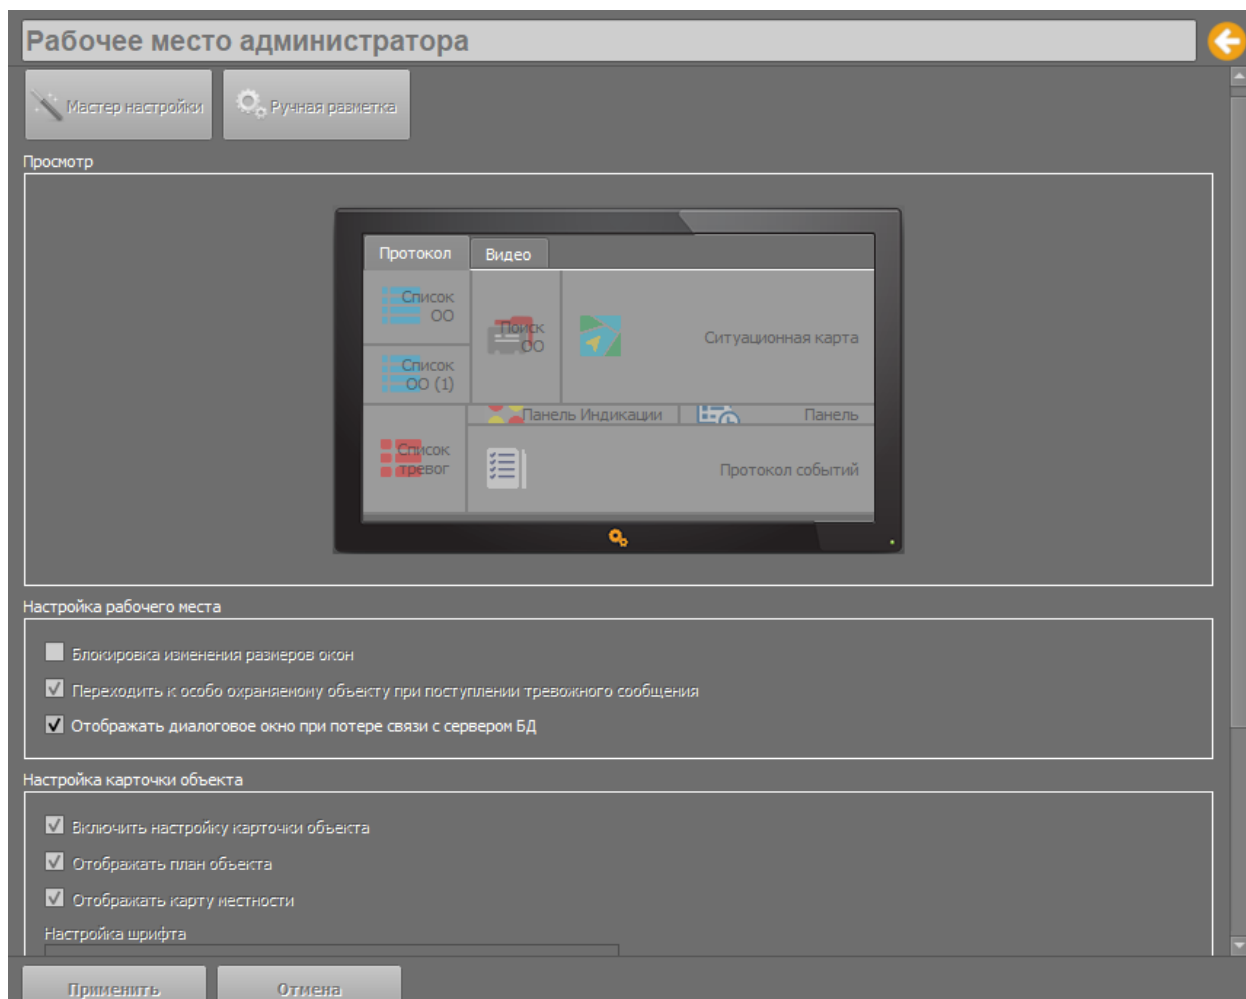 Рабочее место администратора
Мастер настройки
Ручная разметка
Просмотр
Протокол
Видео
Список
ОО
Поиск
ОО
Ситуационная карта
Список
ОО (1)
Панель Индикации
Панель
Список
тревог
Протокол событий
Настройка рабочего места
Блокировка изменения размеров окон
Переходить к особо охраняемому объекту при поступлении тревожного сообщения
Отображать диалоговое окно при потере связи с сервером БД
Настройка карточки объекта
Включить настройку карточки объекта
Отображать план объекта
Отображать карту местности
Настройка шрифта
Применить
Отмена